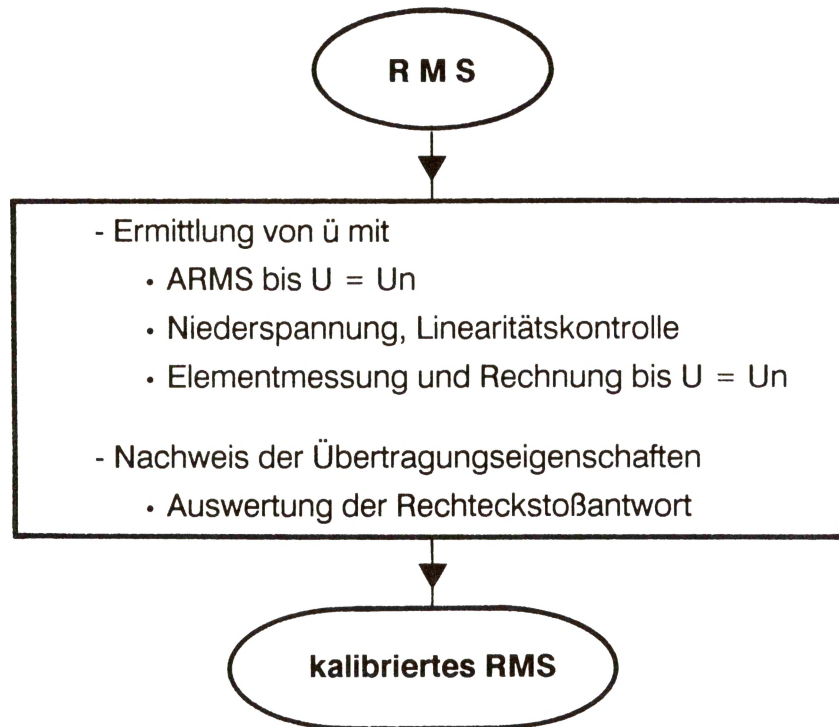 R M S
- Ermittlung von ü mit
• ARMS bis U = Un
• Niederspannung, Linearitätskontrolle
• Elementmessung und Rechnung bis U = Un
- Nachweis der Übertragungseigenschaften
• Auswertung der Rechteckstoßantwort
kalibriertes RMS